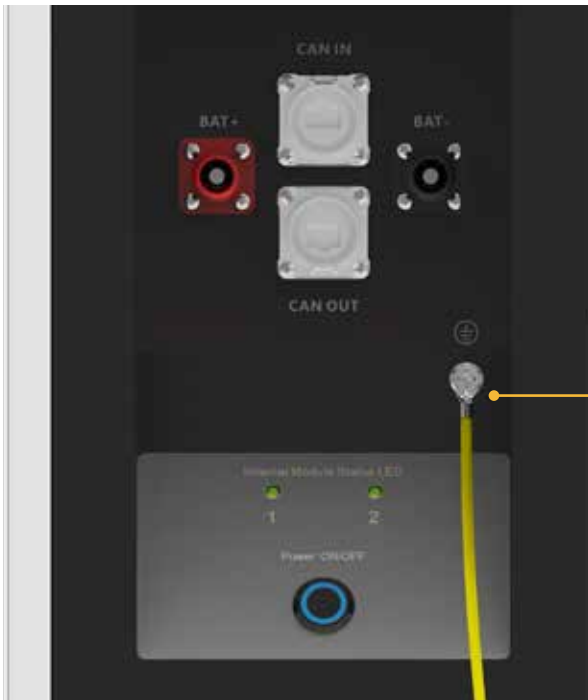 CAN IN
BAT+
BAT-
CAN OUT
Internal Module Status LED
1
2
Power ON/OFF